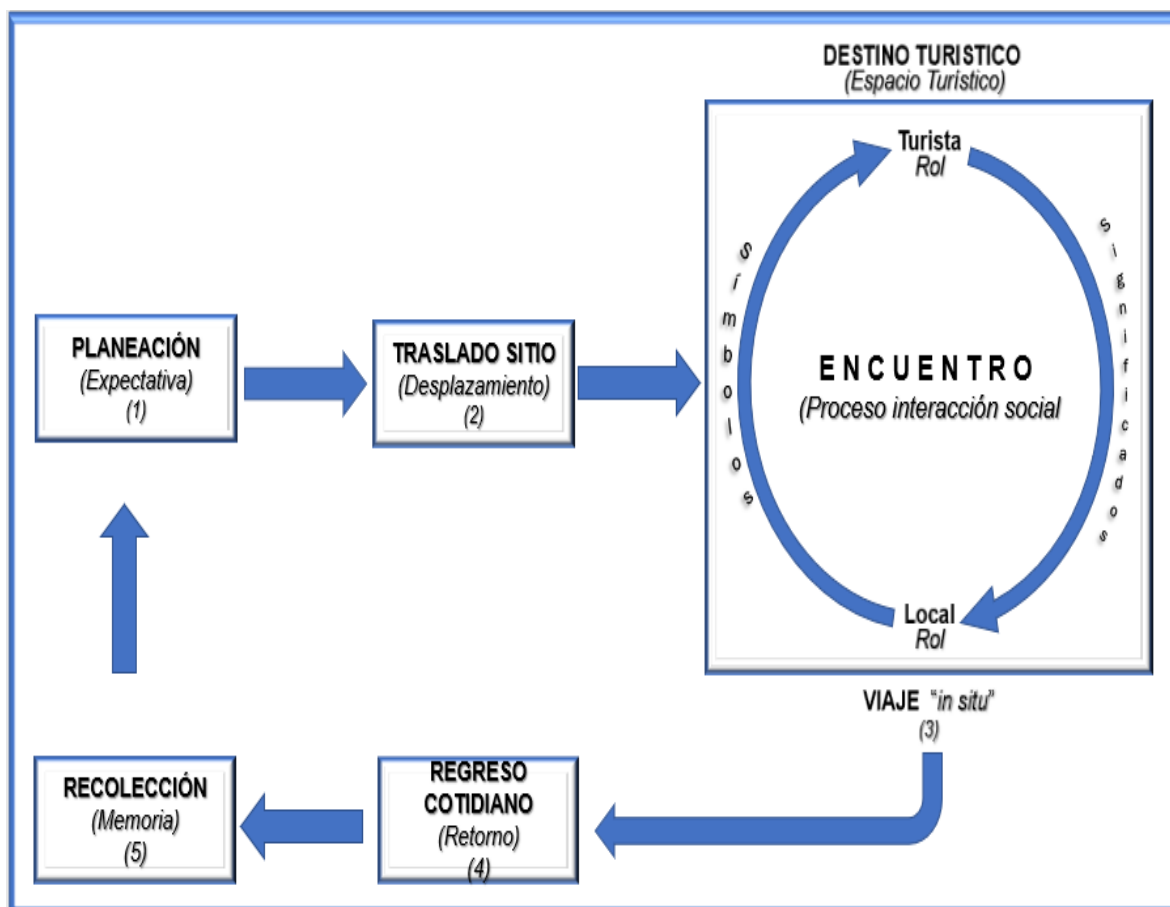 DESTINO TURISTICO
(Espacio Turístico)
Turista
Rol
Símbolos
Significados
ENCUENTRO
(Proceso interacción social
Local
Rol
VIAJE "in situ"
(3)
PLANEACIÓN
(Expectativa)
(1)
TRASLADO SITIO
(Desplazamiento)
(2)
REGRESO
COTIDIANO
(Retorno)
(4)
RECOLECCIÓN
(Memoria)
(5)